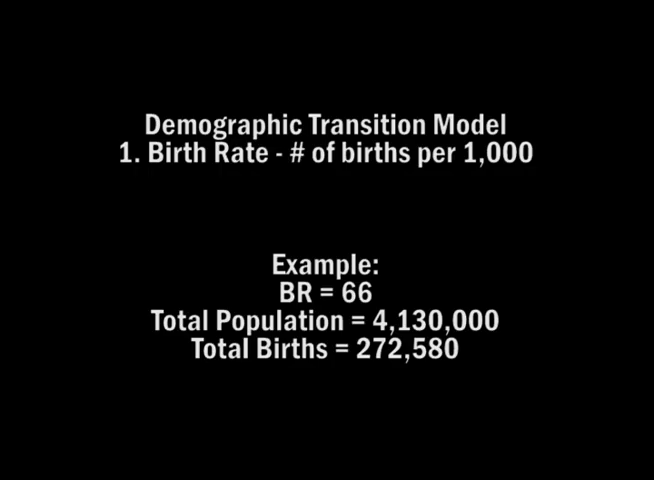 Demographic Transition Model
1. Birth Rate - # of births per 1,000
Example:
BR = 66
Total Population = 4,130,000
Total Births = 272,580